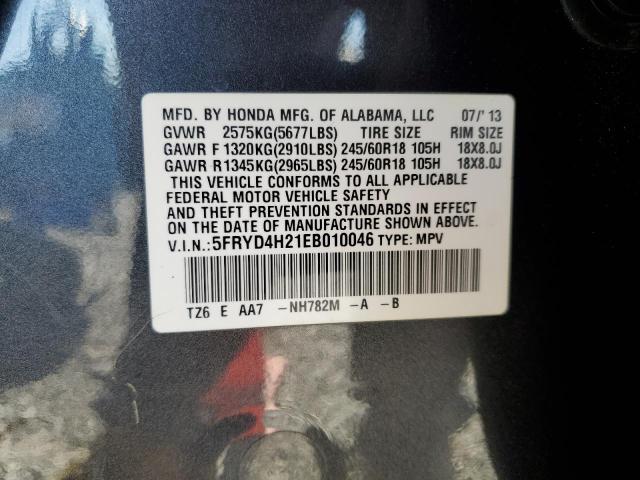 MFD. BY HONDA MFG. OF ALABAMA, LLC 07/'13
GVWR 2575KG(5677LBS) TIRE SIZE RIM SIZE
GAWR F 1320KG(2910LBS) 245/60R18 105H 18X8.0J
GAWR R 1345KG(2965LBS) 245/60R18 105H 18X8.0J
THIS VEHICLE CONFORMS TO ALL APPLICABLE
FEDERAL MOTOR VEHICLE SAFETY
AND THEFT PREVENTION STANDARDS IN EFFECT
ON THE DATE OF MANUFACTURE SHOWN ABOVE.
V.I.N.: 5FRYD4H21EB010046 TYPE: MPV
TZ6 E AA7 -NH782M -A -B